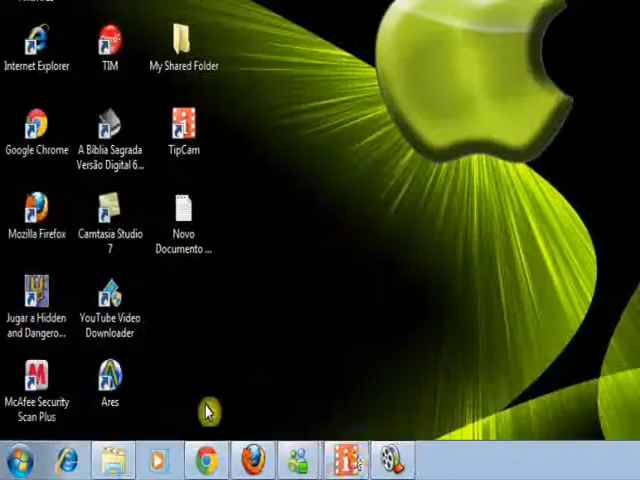 Internet Explorer
TIM
My Shared Folder
Google Chrome
A Bíblia Sagrada
Versão Digital 6...
TipCam
Mozilla Firefox
Camtasia Studio
7
Novo
Documento ...
Jugar a Hidden
and Dangero...
YouTube Video
Downloader
McAfee Security
Scan Plus
Ares